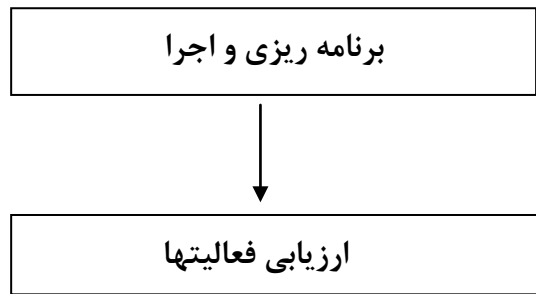 برنامه ریزی و اجرا
ارزیابی فعالیتها